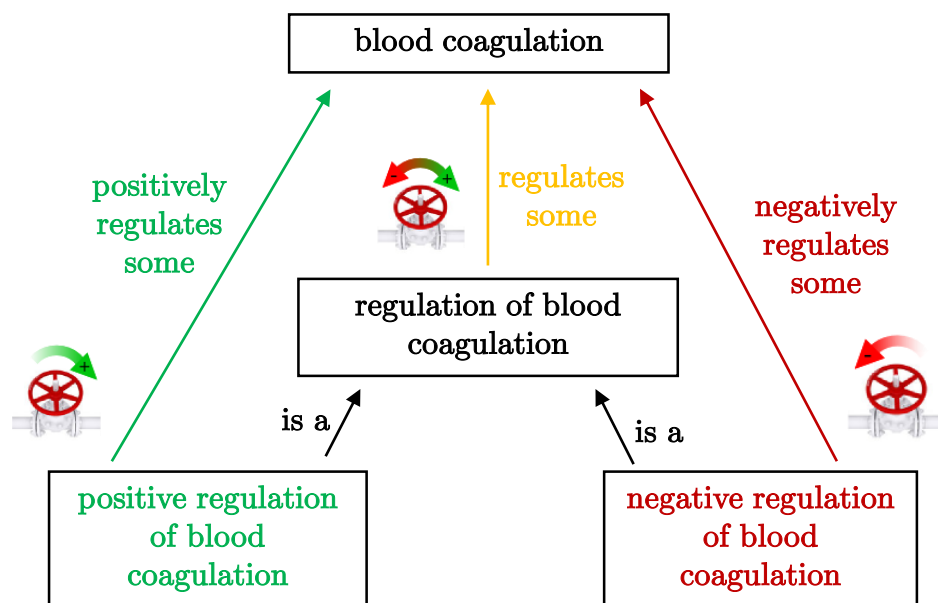 blood coagulation
positively
regulates
some
- +
regulates
some
negatively
regulates
some
regulation of blood
coagulation
+
-
is a
is a
positive regulation
of blood
coagulation
negative regulation
of blood
coagulation